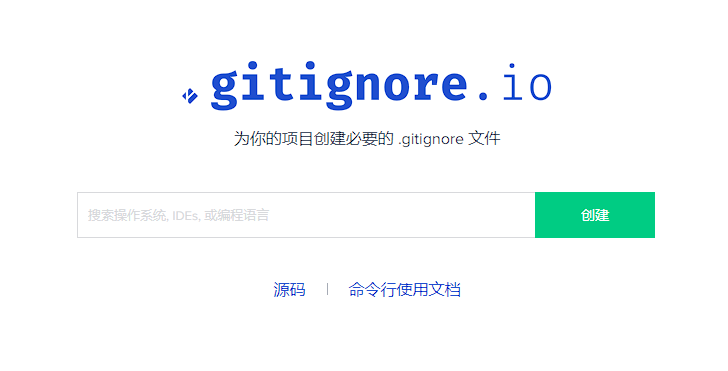 .gitignore.io
为你的项目创建必要的 .gitignore 文件
搜索操作系统, IDEs, 或编程语言
创建
源码 | 命令行使用文档